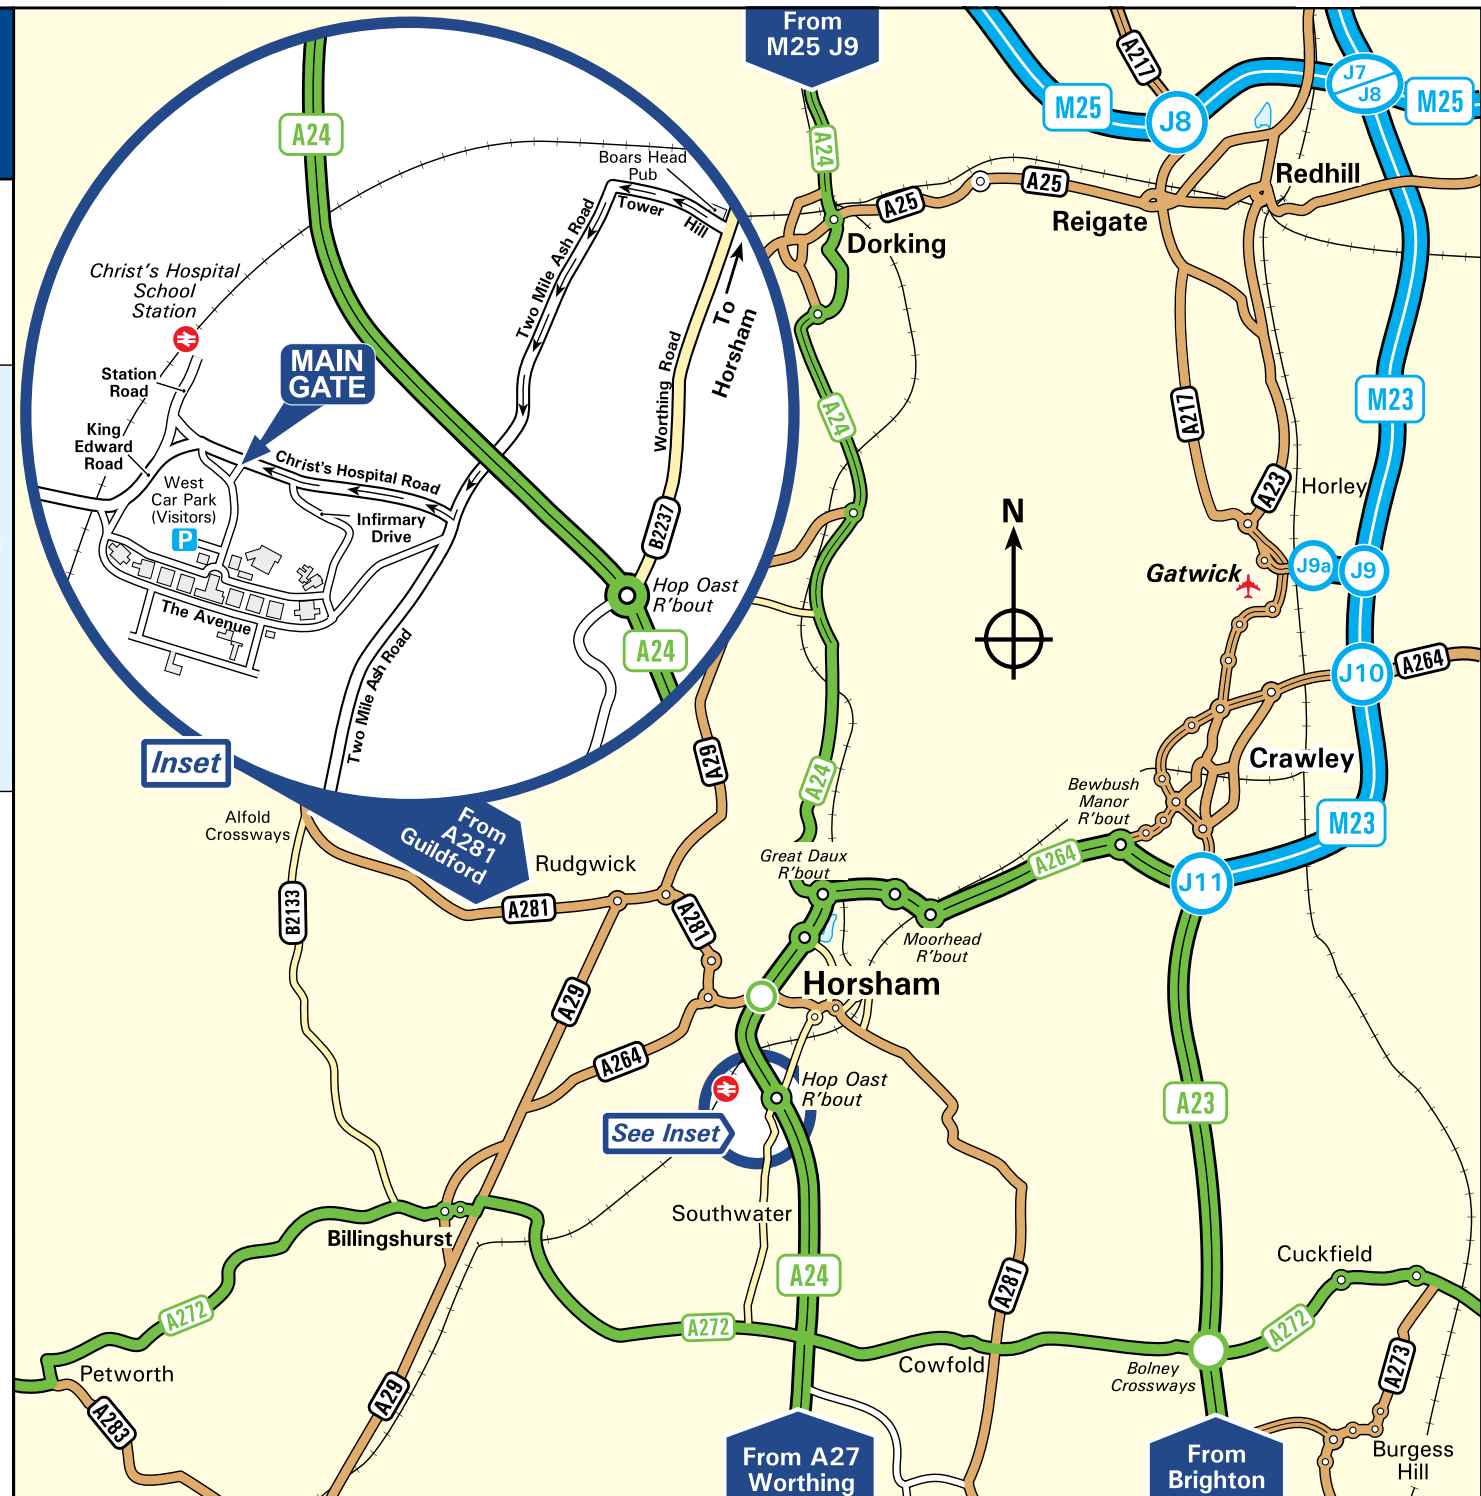 From
M25 J9
A24
A217
M25
J8
J7
J8
M25
A24
Boars Head
Pub
Tower
Hill
A25
A25
Redhill
Reigate
Dorking
Two Mile Ash Road
Christ's Hospital
School
Station
To
Horsham
MAIN
GATE
Station
Road
Worthing Road
A24
A217
M23
King
Edward
Road
Christ's Hospital Road
West
Car Park
(Visitors)
P
Infirmary
Drive
B2237
A23
Horley
N
Gatwick
J9a
J9
Hop Oast
R'bout
The Avenue
A24
Two Mile Ash Road
J10
A264
Inset
A29
A24
Crawley
Bewbush
Manor
R'bout
M23
Alfold
Crossways
From
A281
Guildford
Rudgwick
Great Daux
R'bout
A264
J11
B2133
A281
A281
Moorhead
R'bout
A29
Horsham
A264
Hop Oast
R'bout
See Inset
A23
Southwater
Billingshurst
A24
A281
Cuckfield
A272
A272
A272
Petworth
Cowfold
Bolney
Crossways
A273
A29
A283
From A27
Worthing
From
Brighton
Burgess
Hill